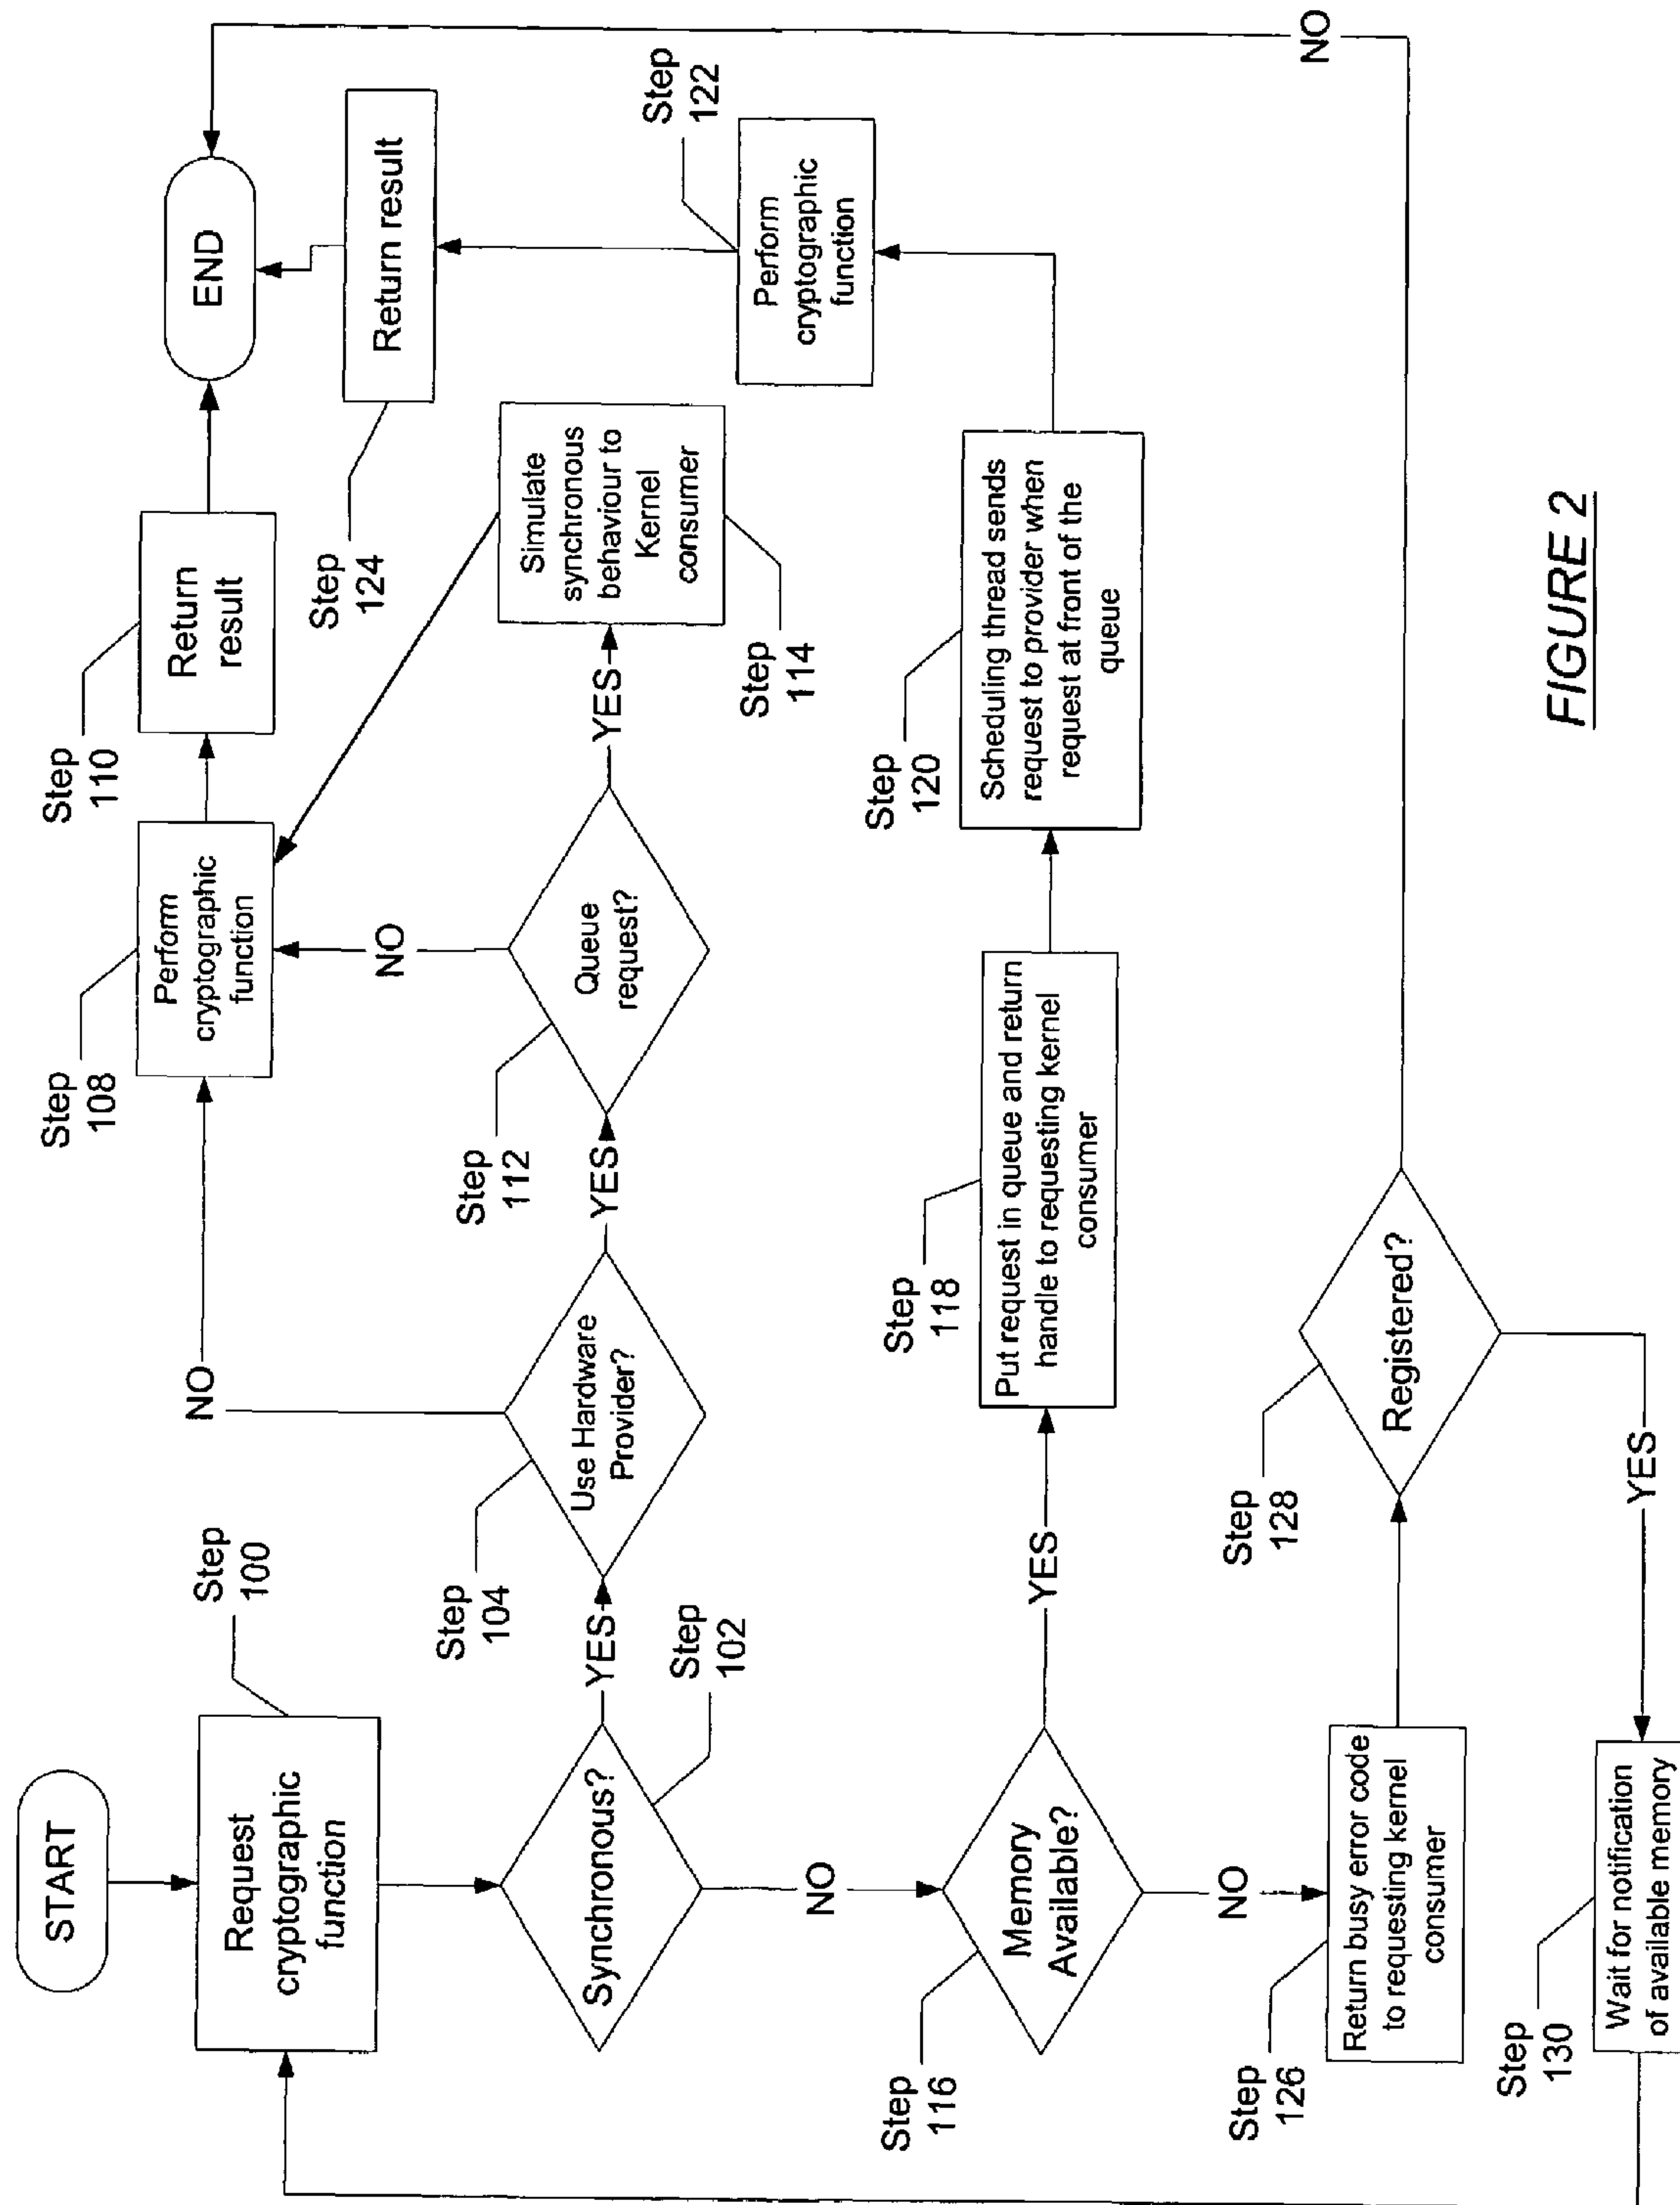 START
Step
100
Request
cryptographic
function
Synchronous?
Step
102
YES
Step
104
Use Hardware
Provider?
NO
YES
Step
112
Queue
request?
NO
YES
Step
108
Perform
cryptographic
function
Step
110
Return
result
END
Simulate
synchronous
behaviour to
Kernel
consumer
Step
114
NO
Step
116
Memory
Available?
YES
Step
118
Put request in queue and return
handle to requesting kernel
consumer
Step
120
Scheduling thread sends
request to provider when
request at front of the
queue
Step
122
Perform
cryptographic
function
Step
124
Return result
NO
Step
126
Return busy error code
to requesting kernel
consumer
Step
128
Registered?
NO
YES
Step
130
Wait for notification
of available memory
FIGURE 2